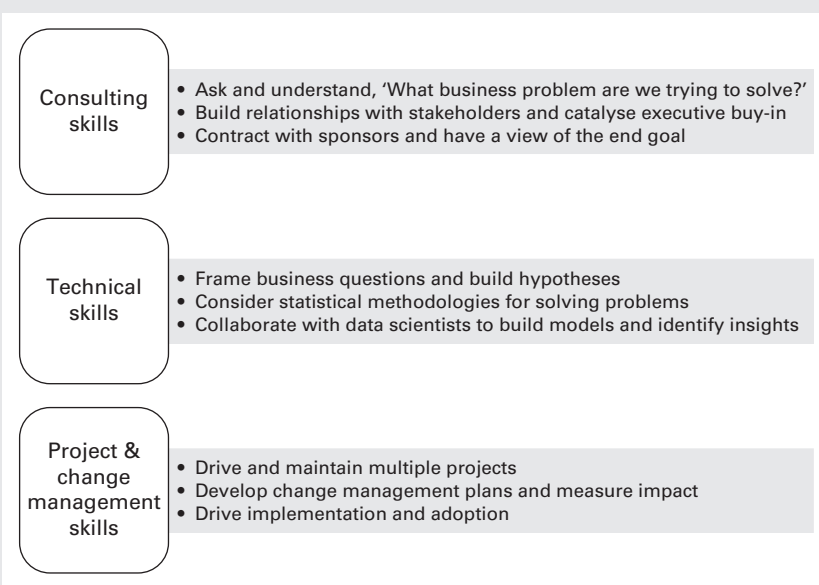 Consulting
skills
• Ask and understand, ‘What business problem are we trying to solve?’
• Build relationships with stakeholders and catalyse executive buy-in
• Contract with sponsors and have a view of the end goal
Technical
skills
• Frame business questions and build hypotheses
• Consider statistical methodologies for solving problems
• Collaborate with data scientists to build models and identify insights
Project &
change
management
skills
• Drive and maintain multiple projects
• Develop change management plans and measure impact
• Drive implementation and adoption